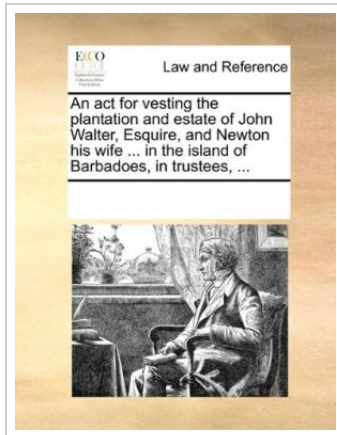 ECCO
Law and Reference
An act for vesting the
plantation and estate of John
Walter, Esquire, and Newton
his wife ... in the island of
Barbadoes, in trustees, ...